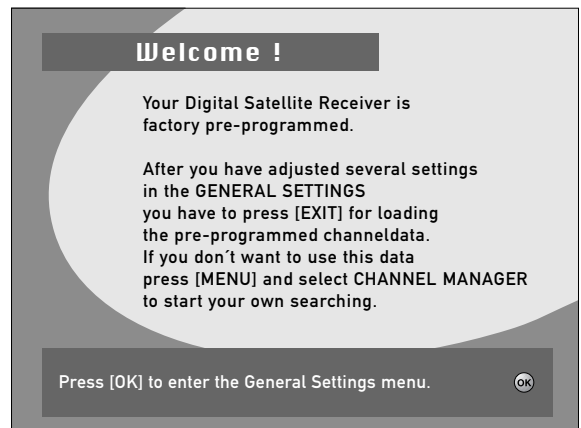 Welcome !
Your Digital Satellite Receiver is
factory pre-programmed.
After you have adjusted several settings
in the GENERAL SETTINGS
you have to press [EXIT] for loading
the pre-programmed channeldata.
If you don´t want to use this data
press [MENU] and select CHANNEL MANAGER
to start your own searching.
Press [OK] to enter the General Settings menu.
OK